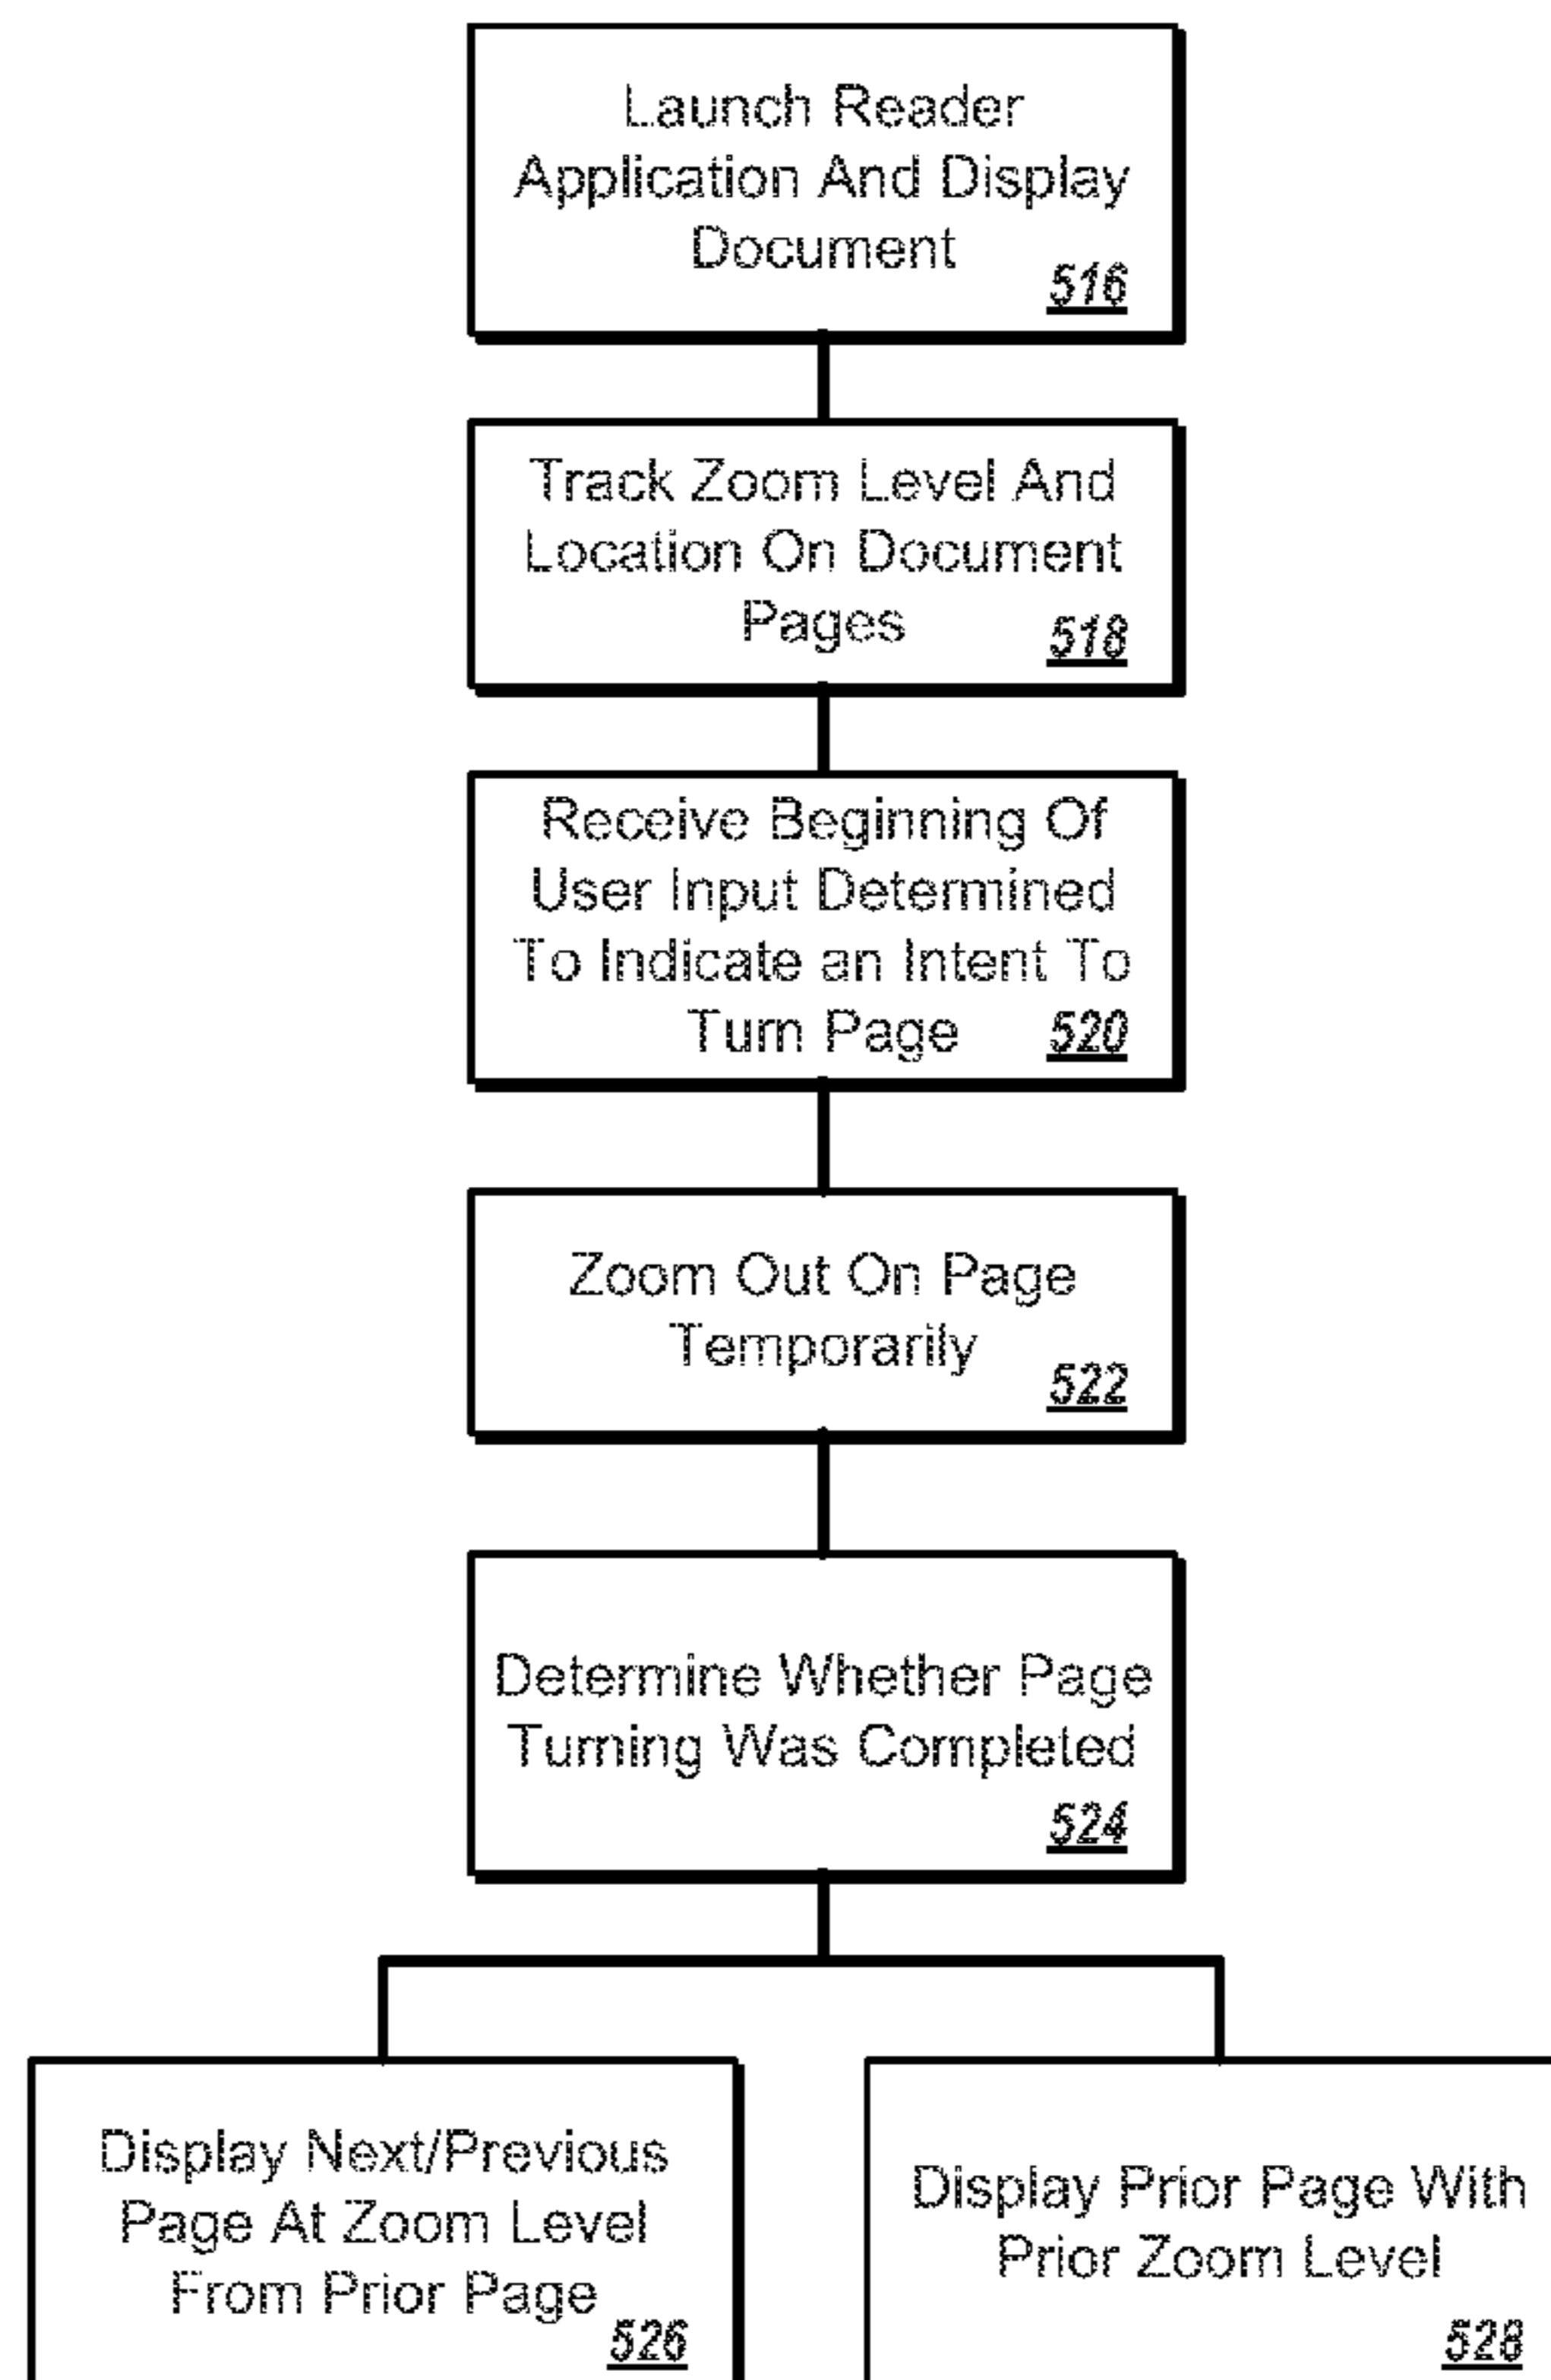 Launch Reader
Application And Display
Document
516
Track Zoom Level And
Location On Document
Pages
518
Receive Beginning Of
User Input Determined
To Indicate an Intent To
Turn Page
520
Zoom Out On Page
Temporarily
522
Determine Whether Page
Turning Was Completed
524
Display Next/Previous
Page At Zoom Level
From Prior Page
526
Display Prior Page With
Prior Zoom Level
528